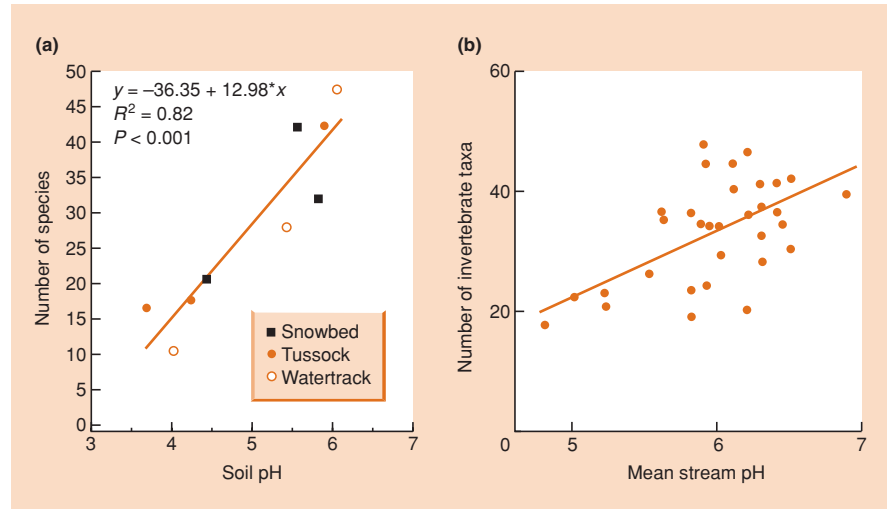 (a)
y = –36.35 + 12.98*x
R² = 0.82
P < 0.001
Number of species
50
45
40
35
30
25
20
15
10
5
0
3 4 5 6 7
Soil pH
Snowbed
Tussock
Watertrack
(b)
Number of invertebrate taxa
60
40
20
0 5 6 7
Mean stream pH